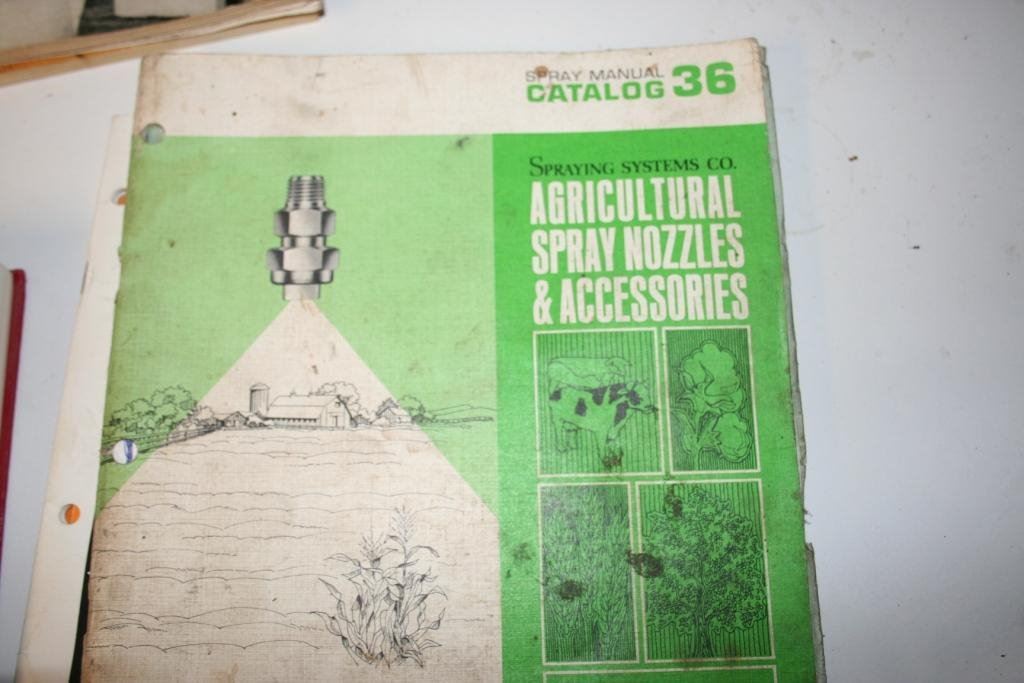 SPRAY MANUAL
CATALOG 36
SPRAYING SYSTEMS CO.
AGRICULTURAL
SPRAY NOZZLES
& ACCESSORIES